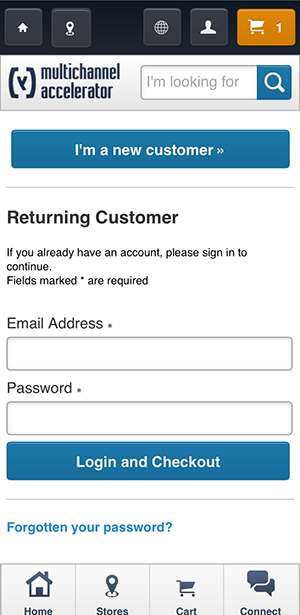 1
multichannel
accelerator
I'm looking for
I'm a new customer »
Returning Customer
If you already have an account, please sign in to
continue.
Fields marked * are required
Email Address *
Password *
Login and Checkout
Forgotten your password?
Home Stores Cart Connect